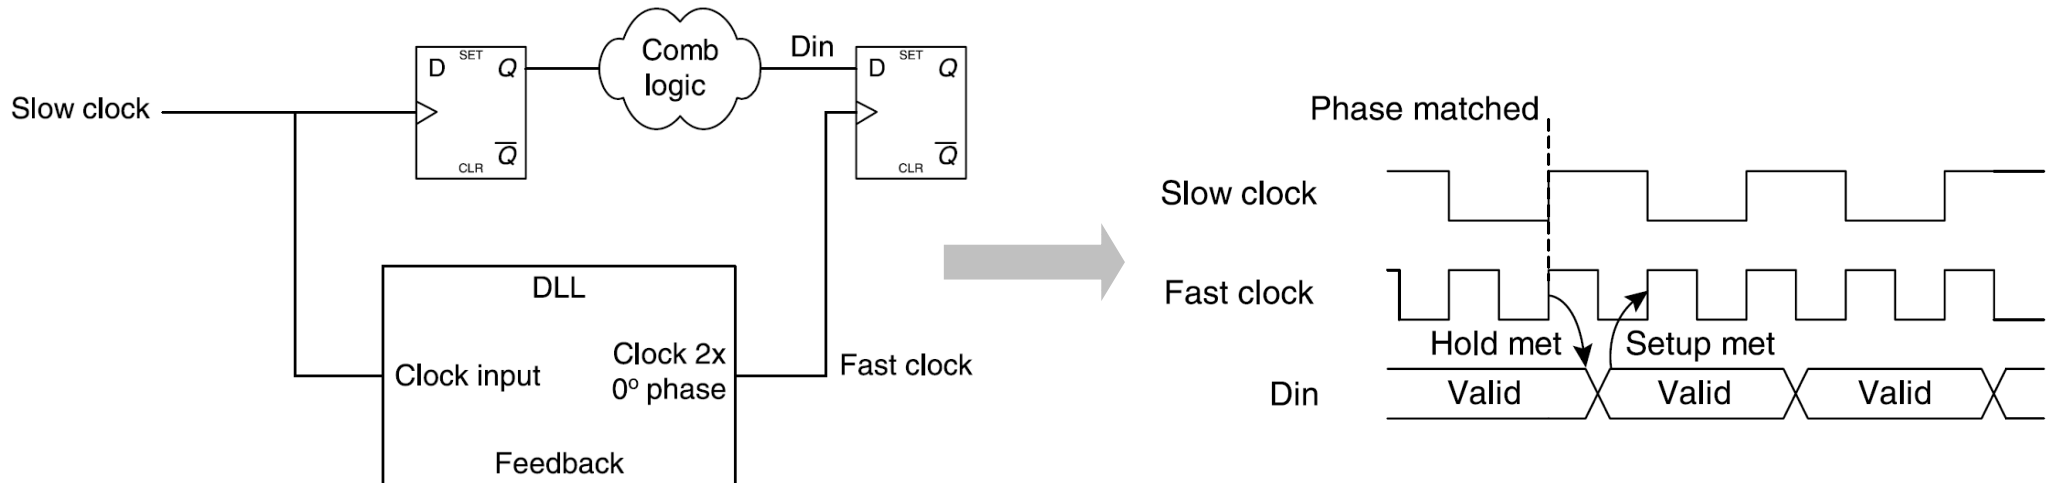 Slow clock
D
SET
Q
Q
CLR
Comb
logic
Din
D
SET
Q
Q
CLR
DLL
Clock input
Clock 2x
0º phase
Feedback
Fast clock
Phase matched
Slow clock
Fast clock
Hold met
Setup met
Din
Valid
Valid
Valid